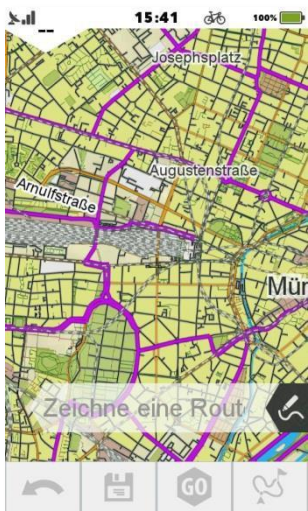 15:41 100%
Josephsplatz
Augustenstraße
Arnulfstraße
Mün
Zeichne eine Rout
GO